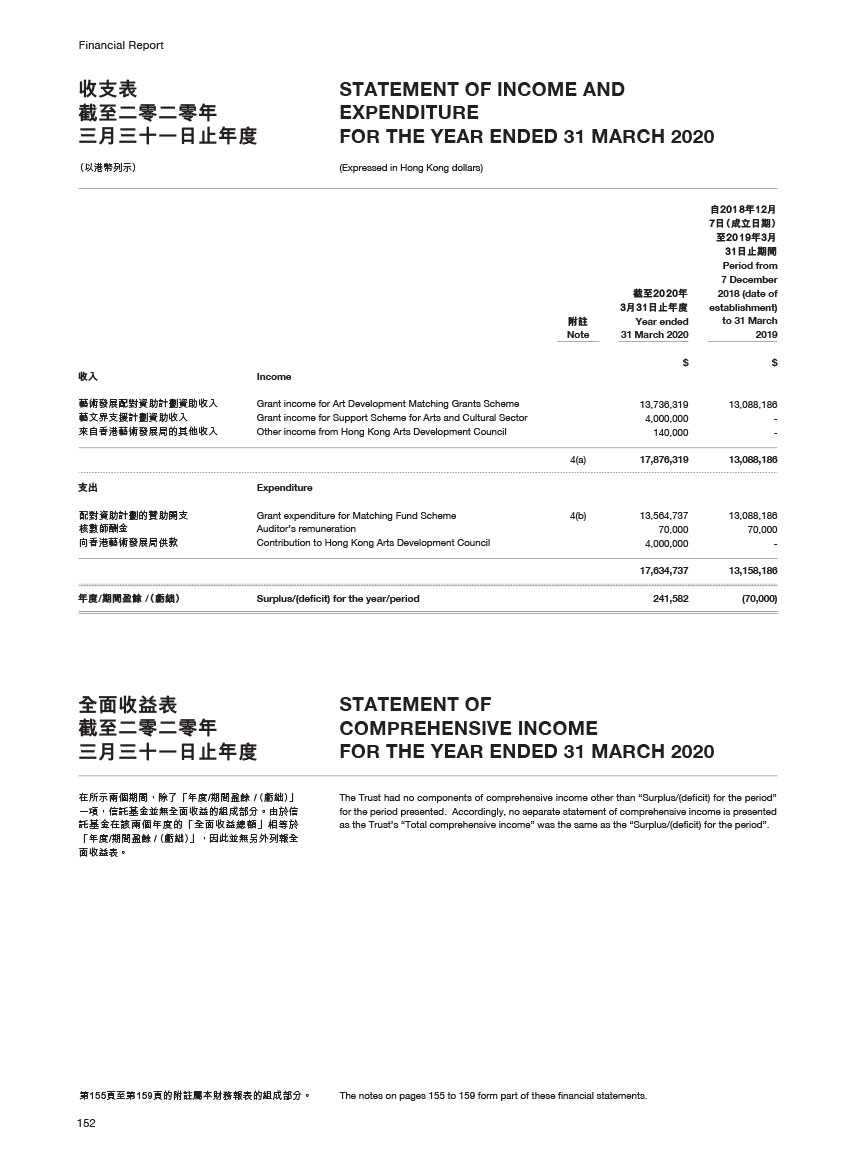 Financial Report
收支表
截至二零二零年
三月三十一日止年度
STATEMENT OF INCOME AND
EXPENDITURE
FOR THE YEAR ENDED 31 MARCH 2020
（以港幣列示）
(Expressed in Hong Kong dollars)
附註
Note
截至2020年
3月31日止年度
Year ended
31 March 2020
自2018年12月
7日（成立日期）
至2019年3月
31日止期間
Period from
7 December
2018 (date of
establishment)
to 31 March
2019
$ $
收入 Income
藝術發展配對資助計劃資助收入 Grant income for Art Development Matching Grants Scheme 13,736,319 13,088,186
藝文界支援計劃資助收入 Grant income for Support Scheme for Arts and Cultural Sector 4,000,000 -
來自香港藝術發展局的其他收入 Other income from Hong Kong Arts Development Council 140,000 -
4(a) 17,876,319 13,088,186
支出 Expenditure
配對資助計劃的贊助開支 Grant expenditure for Matching Fund Scheme 4(b) 13,564,737 13,088,186
核數師酬金 Auditor's remuneration 70,000 70,000
向香港藝術發展局供款 Contribution to Hong Kong Arts Development Council 4,000,000 -
17,634,737 13,158,186
年度/期間盈餘 /（虧絀） Surplus/(deficit) for the year/period 241,582 (70,000)
全面收益表
截至二零二零年
三月三十一日止年度
STATEMENT OF
COMPREHENSIVE INCOME
FOR THE YEAR ENDED 31 MARCH 2020
在所示兩個期間，除了「年度/期間盈餘 /（虧絀）」
一項，信託基金並無全面收益的組成部分。由於信
託基金在該兩個年度的「全面收益總額」相等於
「年度/期間盈餘 /（虧絀）」，因此並無另外列報全
面收益表。
The Trust had no components of comprehensive income other than “Surplus/(deficit) for the period”
for the period presented. Accordingly, no separate statement of comprehensive income is presented
as the Trust's “Total comprehensive income” was the same as the “Surplus/(deficit) for the period”.
第155頁至第159頁的附註屬本財務報表的組成部分。
The notes on pages 155 to 159 form part of these financial statements.
152